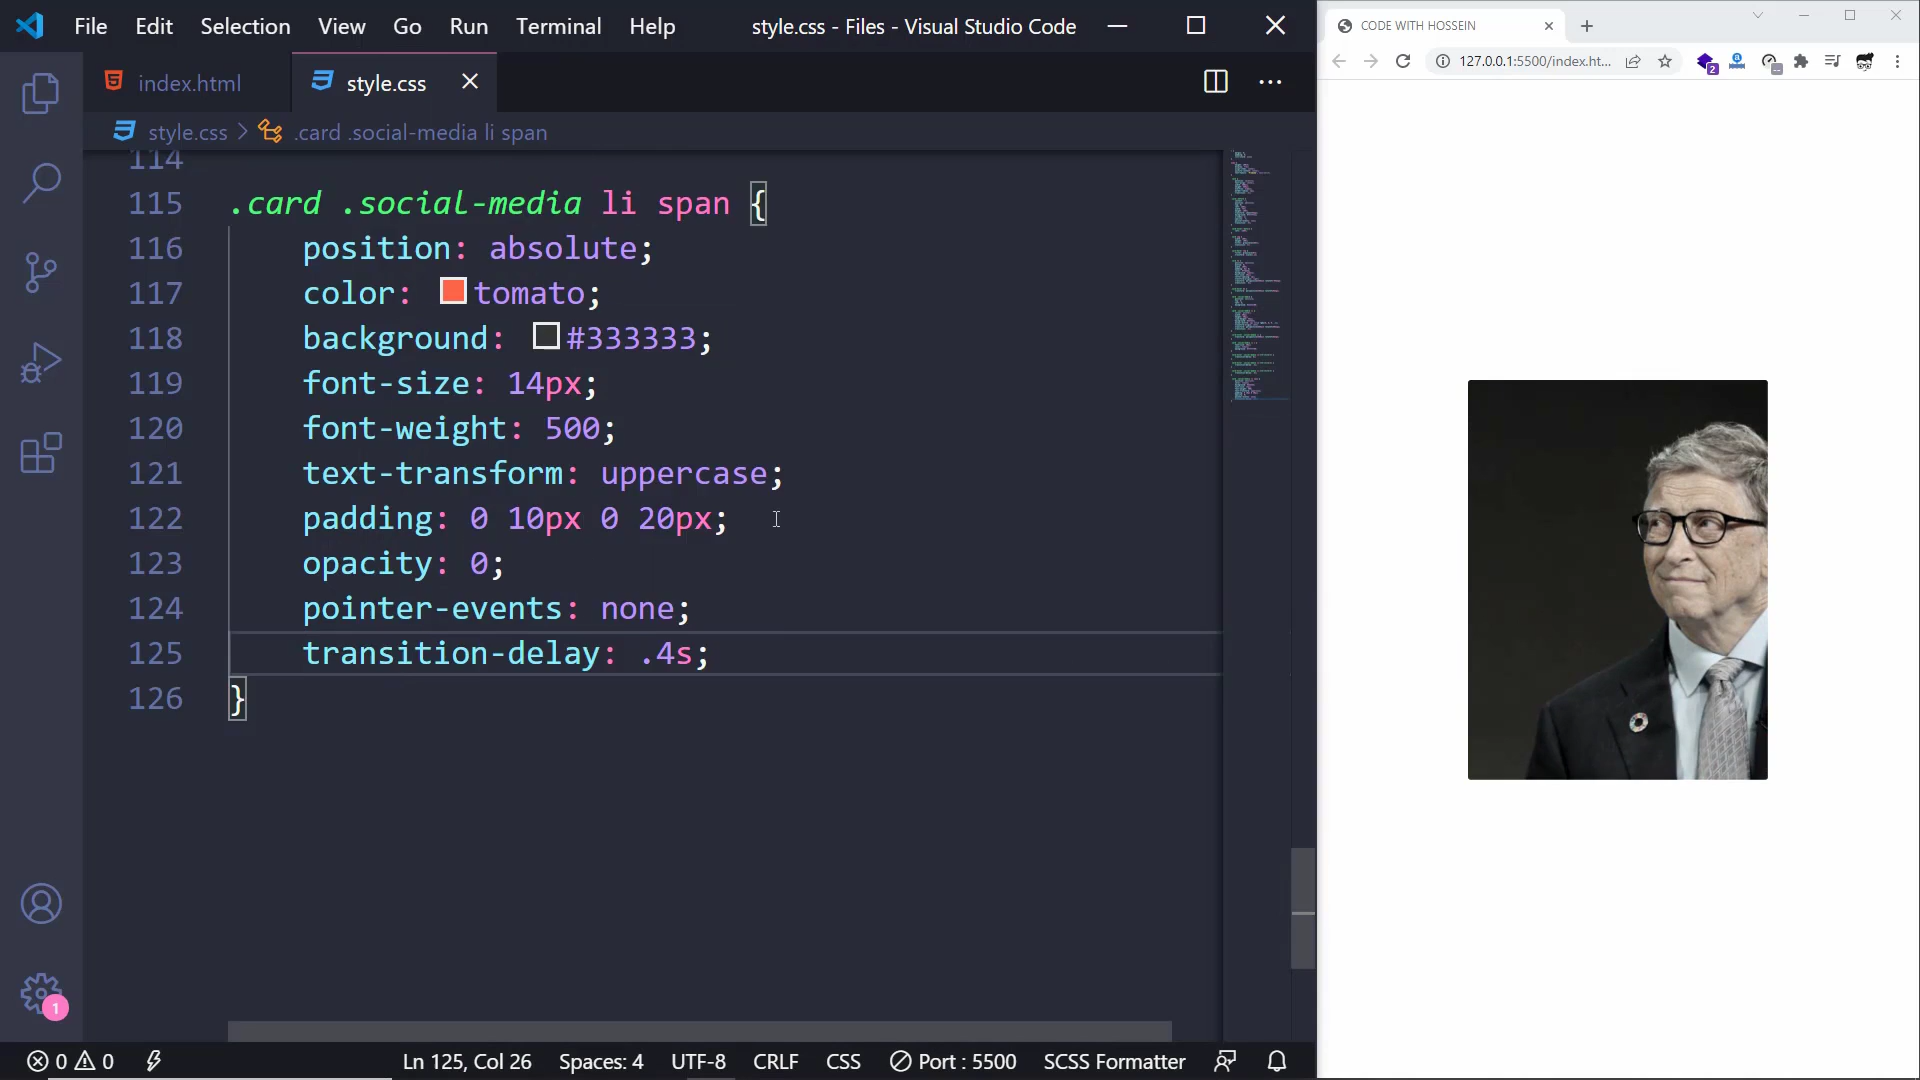 File Edit Selection View Go Run Terminal Help style.css - Files - Visual Studio Code
index.html style.css
style.css > .card .social-media li span
114
115 .card .social-media li span {
116 position: absolute;
117 color: tomato;
118 background: #333333;
119 font-size: 14px;
120 font-weight: 500;
121 text-transform: uppercase;
122 padding: 0 10px 0 20px;
123 opacity: 0;
124 pointer-events: none;
125 transition-delay: .4s;
126 }
1
0 0 Ln 125, Col 26 Spaces: 4 UTF-8 CRLF CSS Port : 5500 SCSS Formatter
CODE WITH HOSSEIN
127.0.0.1:5500/index.ht...
2